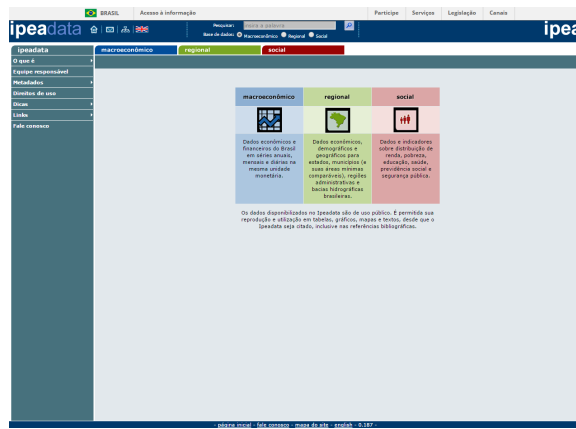 BRASIL Acesso à informação Participe Serviços Legislação Canais
ipeadata Pesquisar: insira a palavra ipea
Base de dados: Macroeconômico Regional Social
ipeadata macroeconômico regional social
O que é
Equipe responsável
Metadados
Direitos de uso
Dicas
Links
Fale conosco
macroeconômico
Dados econômicos e
financeiros do Brasil
em séries anuais,
mensais e diárias na
mesma unidade
monetária.
regional
Dados econômicos,
demográficos e
geográficos para
estados, municípios (e
suas áreas mínimas
comparáveis), regiões
administrativas e
bacias hidrográficas
brasileiras.
social
Dados e indicadores
sobre distribuição de
renda, pobreza,
educação, saúde,
previdência social e
segurança pública.
Os dados disponibilizados no Ipeadata são de uso público. É permitida sua
reprodução e utilização em tabelas, gráficos, mapas e textos, desde que o
Ipeadata seja citado, inclusive nas referências bibliográficas.
- página inicial - fale conosco - mapa do site - english - 0.187 -